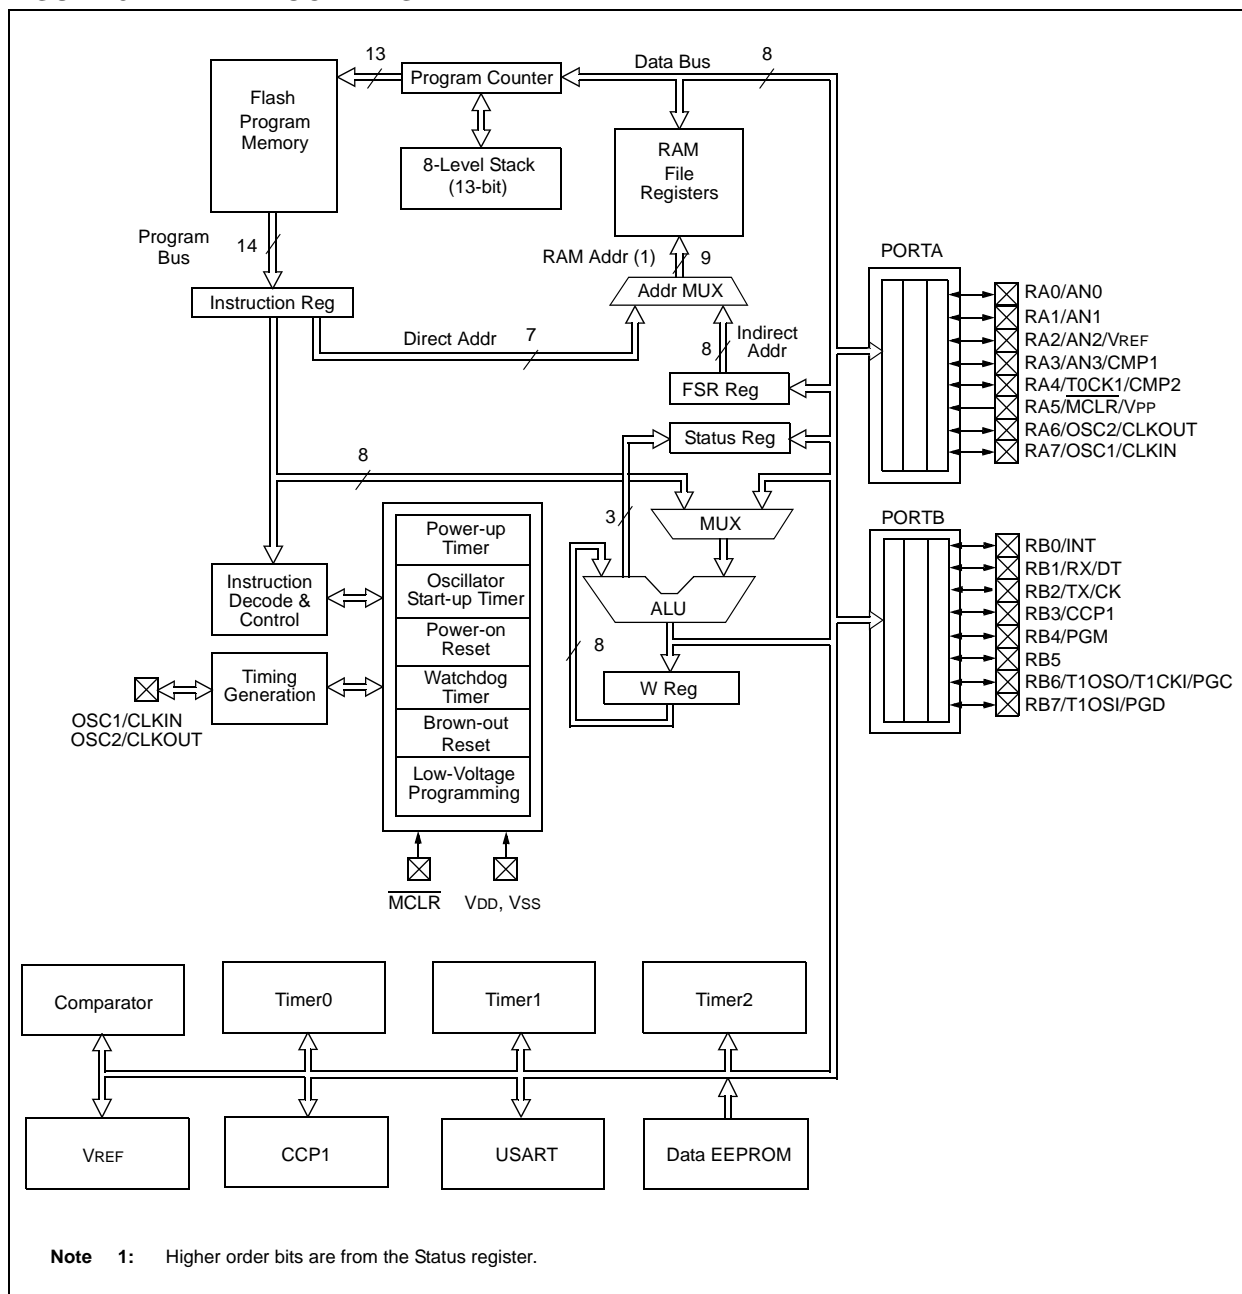 13
Data Bus
8
Program Counter
Flash
Program
Memory
8-Level Stack
(13-bit)
RAM
File
Registers
Program
Bus
14
RAM Addr (1)
9
Addr MUX
Instruction Reg
Direct Addr
7
Indirect
Addr
8
FSR Reg
Status Reg
8
3
MUX
Power-up
Timer
Oscillator
Start-up Timer
Power-on
Reset
Watchdog
Timer
Brown-out
Reset
Low-Voltage
Programming
Instruction
Decode &
Control
Timing
Generation
OSC1/CLKIN
OSC2/CLKOUT
ALU
8
W Reg
MCLR
VDD, VSS
PORTA
RA0/AN0
RA1/AN1
RA2/AN2/VREF
RA3/AN3/CMP1
RA4/T0CK1/CMP2
RA5/MCLR/VPP
RA6/OSC2/CLKOUT
RA7/OSC1/CLKIN
PORTB
RB0/INT
RB1/RX/DT
RB2/TX/CK
RB3/CCP1
RB4/PGM
RB5
RB6/T1OSO/T1CKI/PGC
RB7/T1OSI/PGD
Comparator
Timer0
Timer1
Timer2
VREF
CCP1
USART
Data EEPROM
Note 1: Higher order bits are from the Status register.